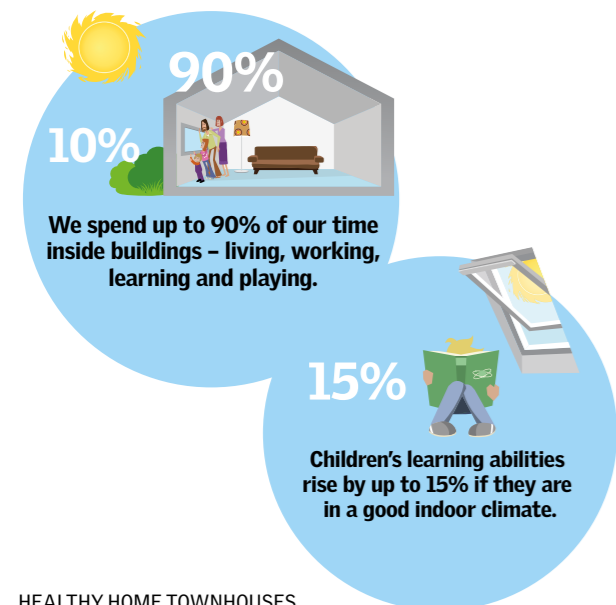 90%
10%
We spend up to 90% of our time
inside buildings – living, working,
learning and playing.
15%
Children's learning abilities
rise by up to 15% if they are
in a good indoor climate.
HEALTHY HOME TOWNHOUSES